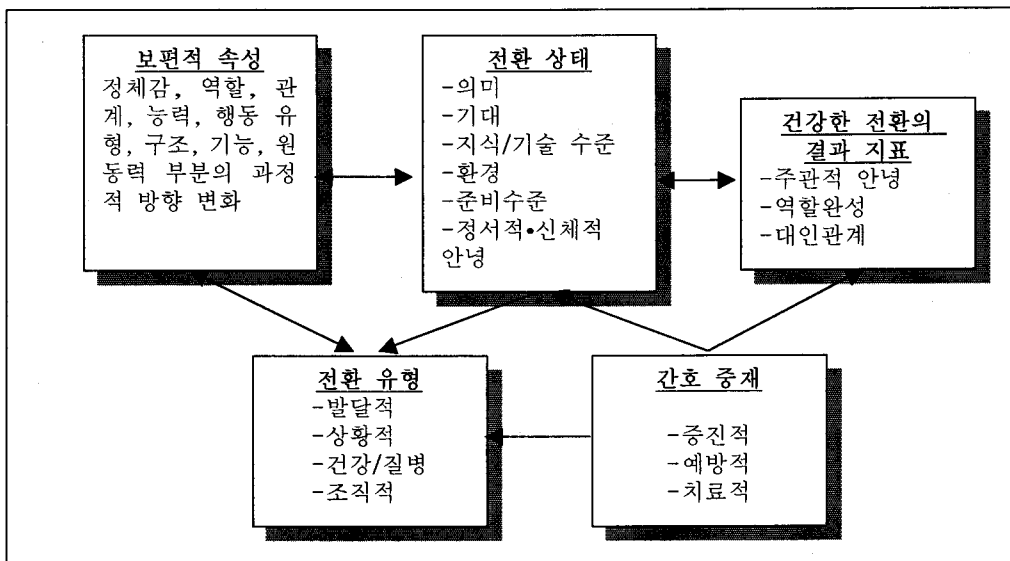 보편적 속성
정체감, 역할, 관
계, 능력, 행동 유
형, 구조, 기능, 원
동력 부분의 과정
적 방향 변화
전환 상태
-의미
-기대
-지식/기술 수준
-환경
-준비수준
-정서적•신체적
안녕
건강한 전환의
결과 지표
-주관적 안녕
-역할완성
-대인관계
전환 유형
-발달적
-상황적
-건강/질병
-조직적
간호 중재
-증진적
-예방적
-치료적